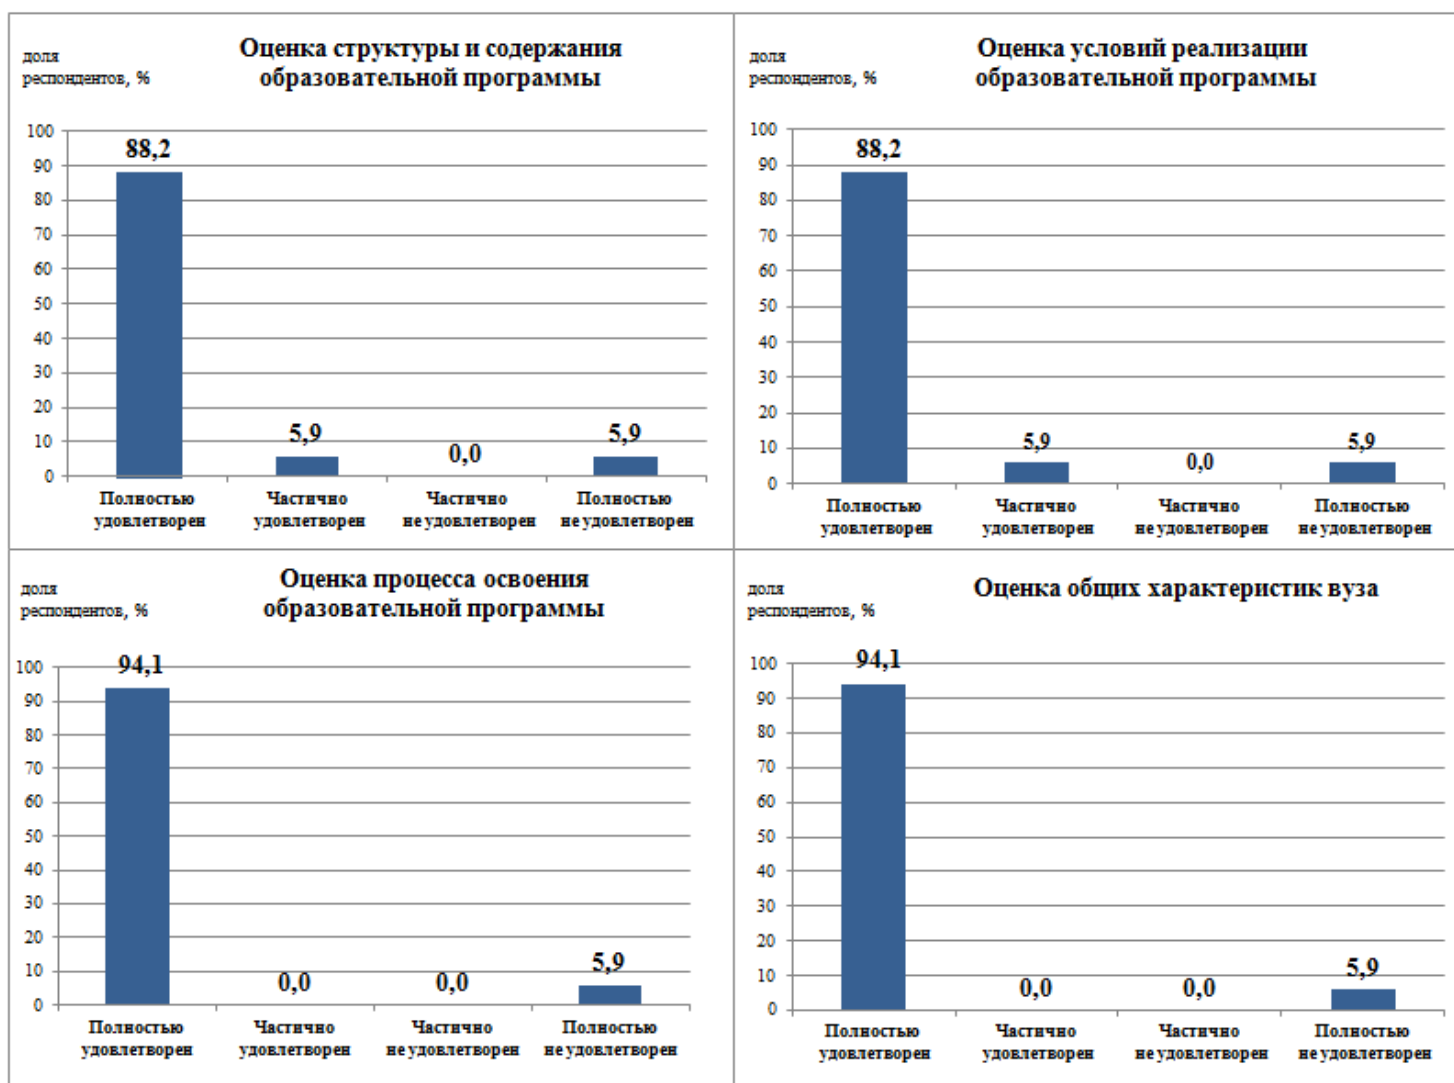 доля
респондентов, %
Оценка структуры и содержания
образовательной программы
100
90
80
70
60
50
40
30
20
10
0
88,2
5,9
0,0
5,9
Полностью
удовлетворен
Частично
удовлетворен
Частично
не удовлетворен
Полностью
не удовлетворен
доля
респондентов, %
Оценка условий реализации
образовательной программы
100
90
80
70
60
50
40
30
20
10
0
88,2
5,9
0,0
5,9
Полностью
удовлетворен
Частично
удовлетворен
Частично
не удовлетворен
Полностью
не удовлетворен
доля
респондентов, %
Оценка процесса освоения
образовательной программы
100
90
80
70
60
50
40
30
20
10
0
94,1
0,0
0,0
5,9
Полностью
удовлетворен
Частично
удовлетворен
Частично
не удовлетворен
Полностью
не удовлетворен
доля
респондентов, %
Оценка общих характеристик вуза
100
90
80
70
60
50
40
30
20
10
0
94,1
0,0
0,0
5,9
Полностью
удовлетворен
Частично
удовлетворен
Частично
не удовлетворен
Полностью
не удовлетворен